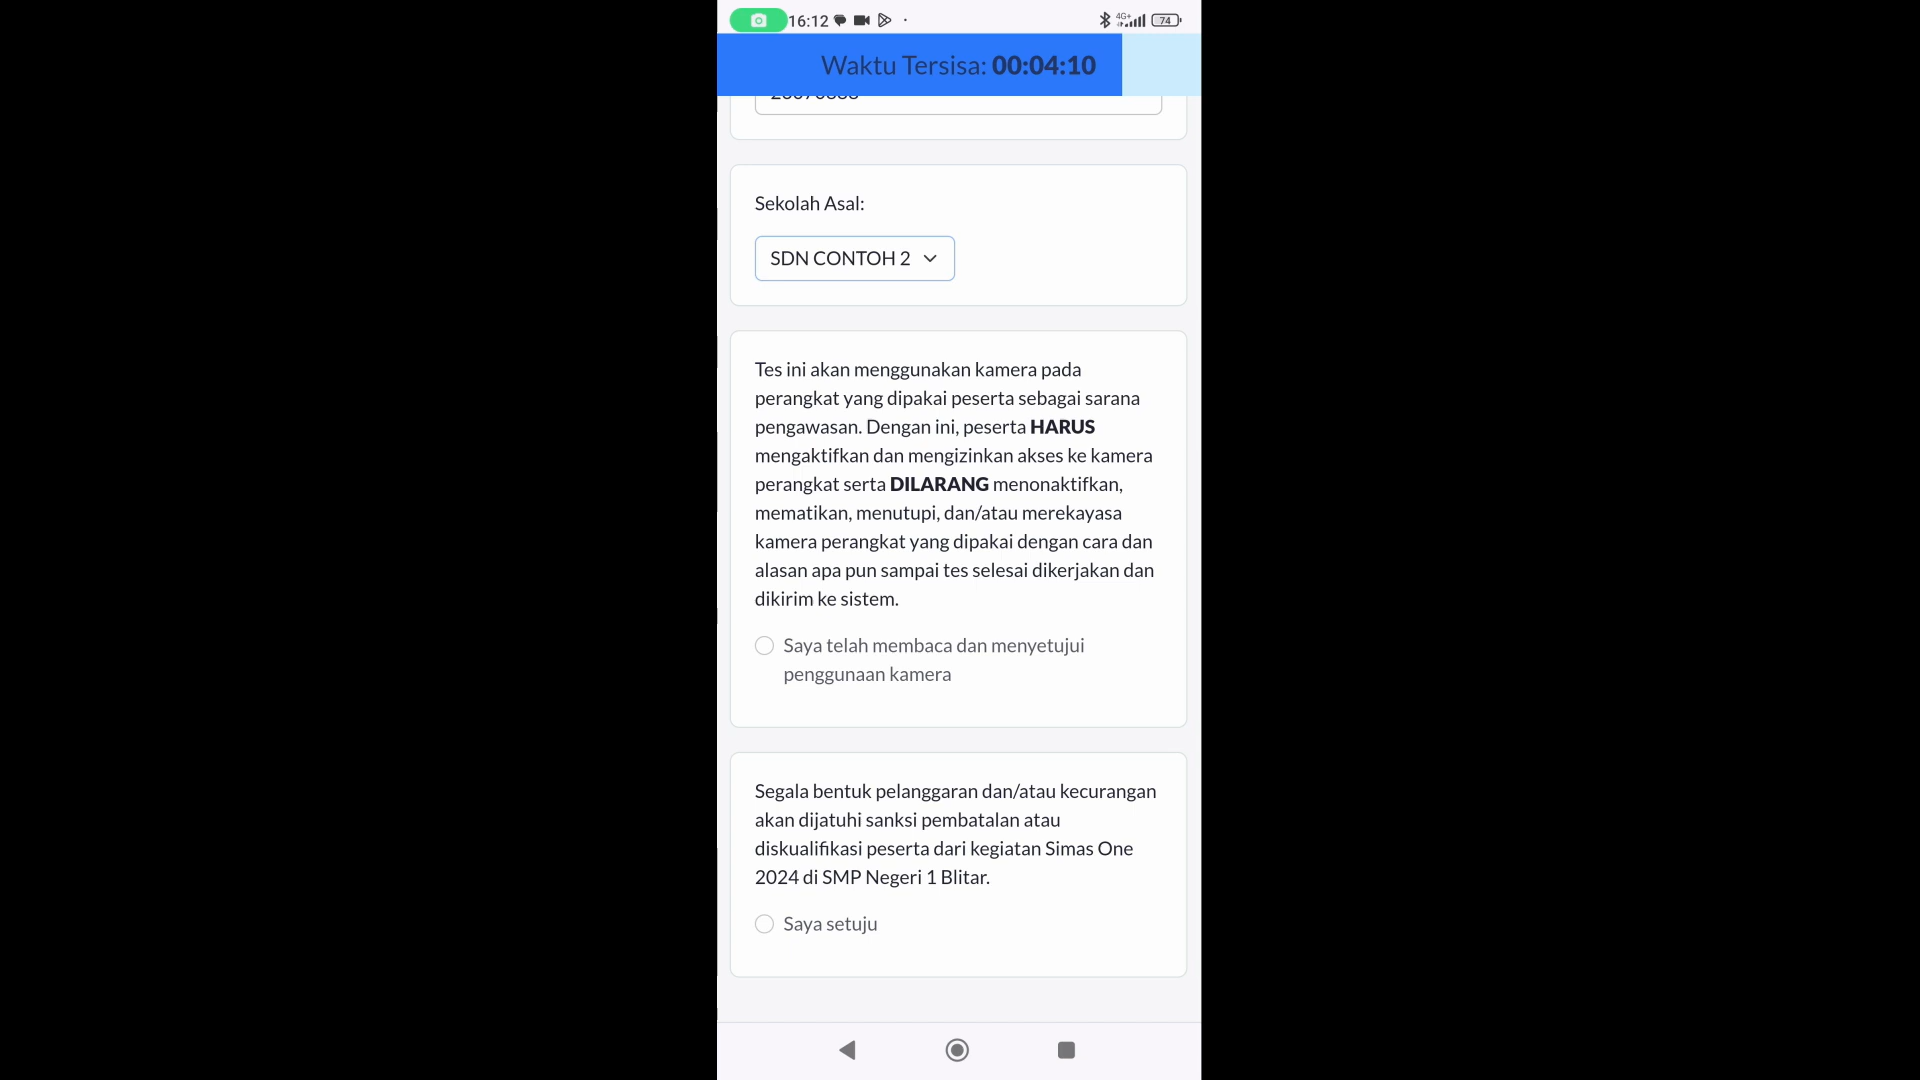 16:12
4G+
74
Waktu Tersisa: 00:04:10
Sekolah Asal:
SDN CONTOH 2
Tes ini akan menggunakan kamera pada
perangkat yang dipakai peserta sebagai sarana
pengawasan. Dengan ini, peserta HARUS
mengaktifkan dan mengizinkan akses ke kamera
perangkat serta DILARANG menonaktifkan,
mematikan, menutupi, dan/atau merekayasa
kamera perangkat yang dipakai dengan cara dan
alasan apa pun sampai tes selesai dikerjakan dan
dikirim ke sistem.
Saya telah membaca dan menyetujui
penggunaan kamera
Segala bentuk pelanggaran dan/atau kecurangan
akan dijatuhi sanksi pembatalan atau
diskualifikasi peserta dari kegiatan Simas One
2024 di SMP Negeri 1 Blitar.
Saya setuju